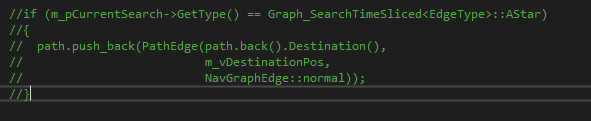 //if (m_pCurrentSearch->GetType() == Graph_SearchTimeSliced<EdgeType>::AStar)
//{
//  path.push_back(PathEdge(path.back().Destination(),
//                          m_vDestinationPos,
//                          NavGraphEdge::normal));
//}